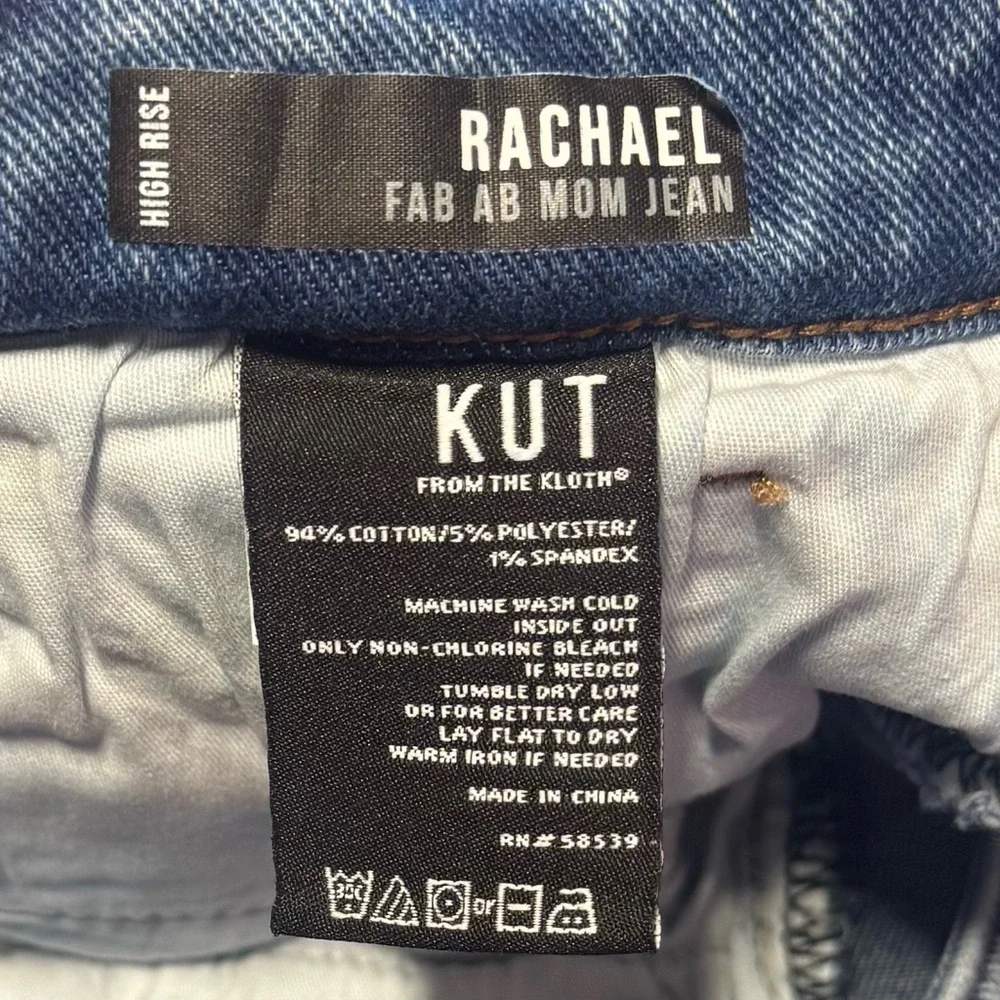 HIGH RISE
RACHAEL
FAB AB MOM JEAN
KUT
FROM THE KLOTH®
94% COTTON/5% POLYESTER/
1% SPANDEX
MACHINE WASH COLD
INSIDE OUT
ONLY NON-CHLORINE BLEACH
IF NEEDED
TUMBLE DRY LOW
OR FOR BETTER CARE
LAY FLAT TO DRY
WARM IRON IF NEEDED
MADE IN CHINA
RN# 58539
30C or